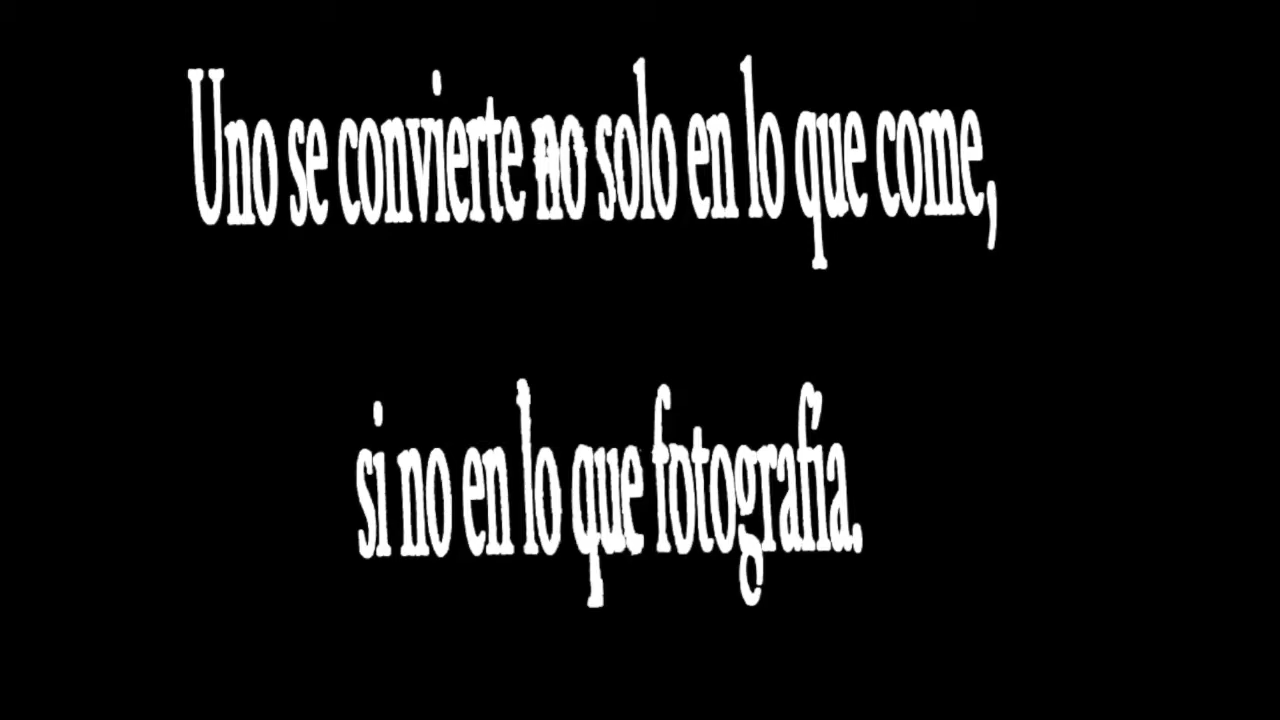 Uno se convierte no solo en lo que come,
si no en lo que fotografía.